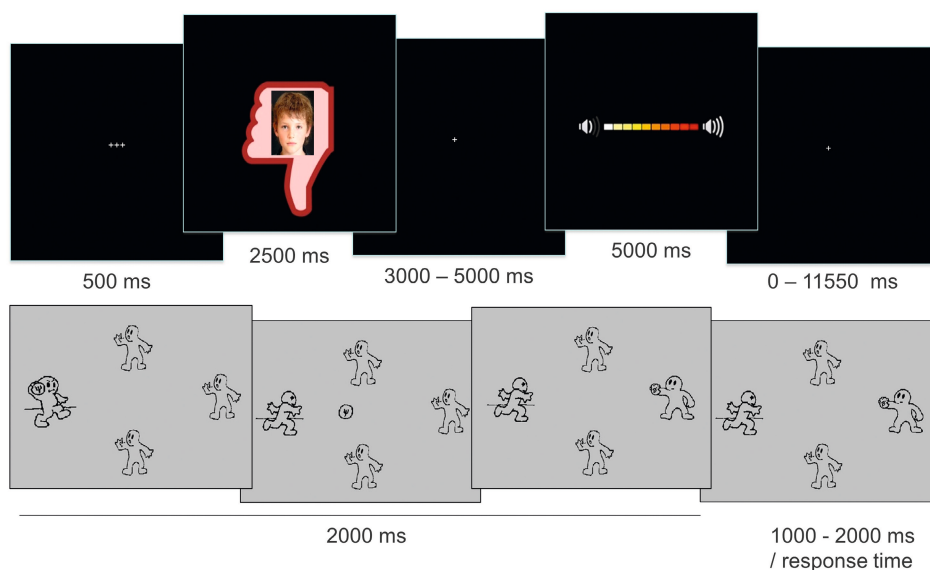 500 ms
2500 ms
3000 – 5000 ms
5000 ms
0 – 11550 ms
2000 ms
1000 - 2000 ms
/ response time